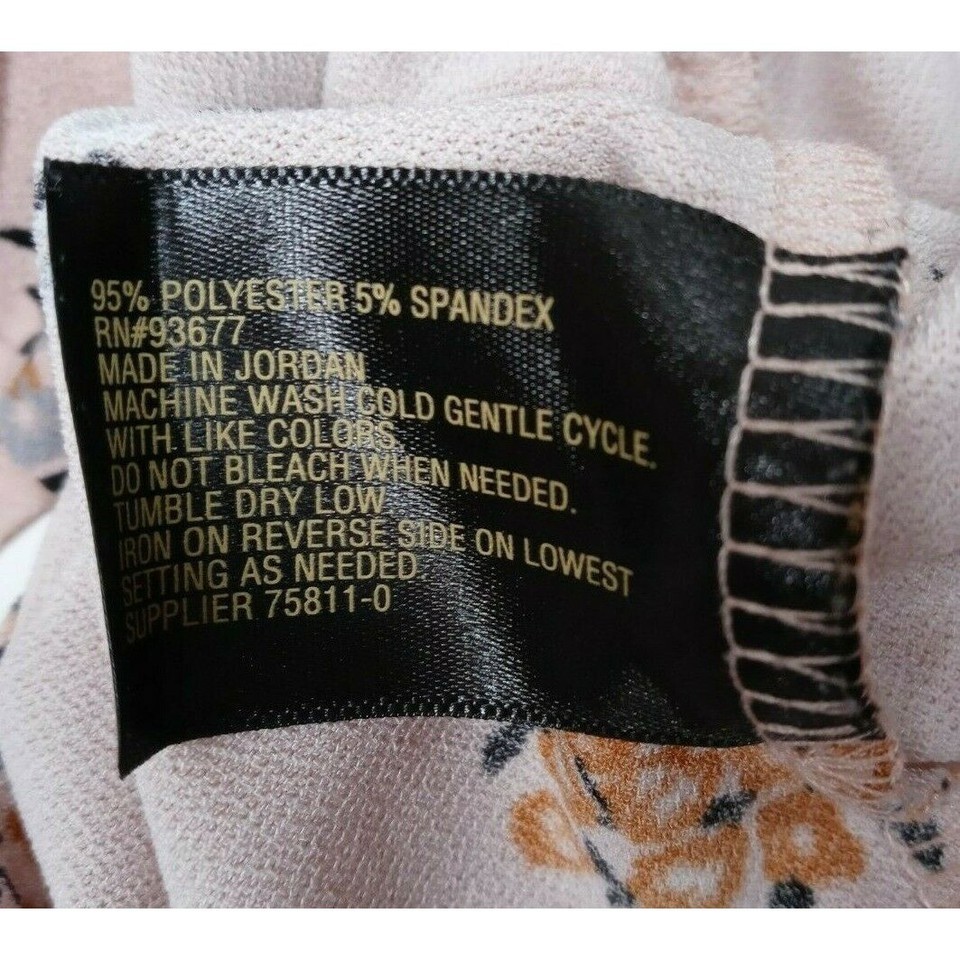 95% POLYESTER 5% SPANDEX
RN#93677
MADE IN JORDAN
MACHINE WASH COLD GENTLE CYCLE.
WITH LIKE COLORS.
DO NOT BLEACH WHEN NEEDED.
TUMBLE DRY LOW
IRON ON REVERSE SIDE ON LOWEST
SETTING AS NEEDED
SUPPLIER 75811-0